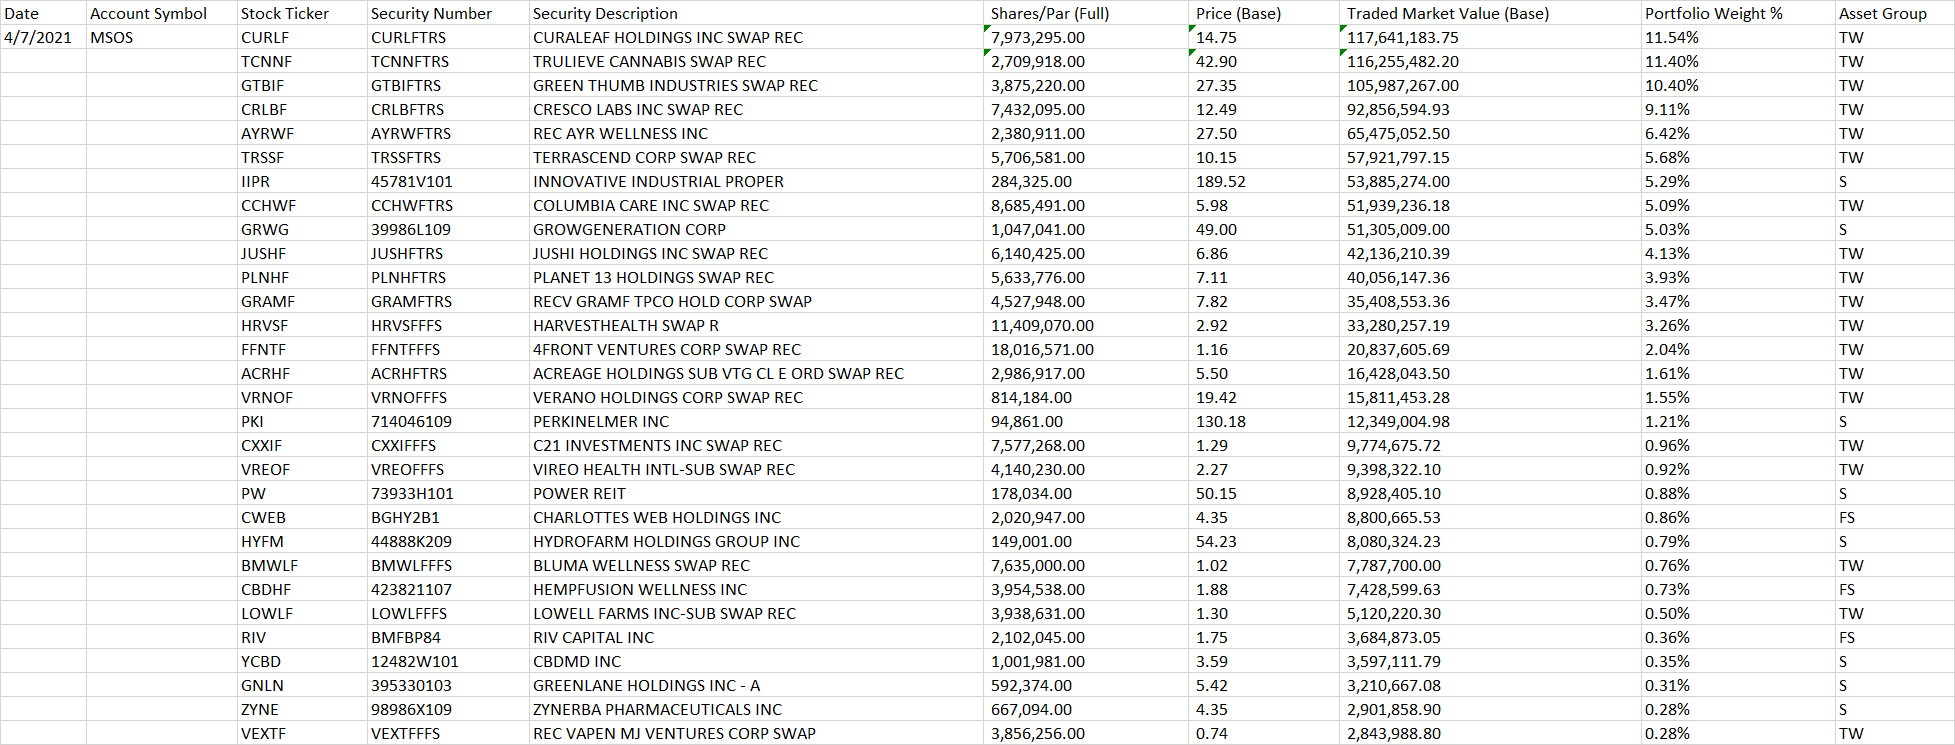 Date Account Symbol Stock Ticker Security Number Security Description Shares/Par (Full) Price (Base) Traded Market Value (Base) Portfolio Weight % Asset Group
4/7/2021 MSOS CURLF CURLFTRS CURALEAF HOLDINGS INC SWAP REC 7,973,295.00 14.75 117,641,183.75 11.54% TW
TCNNF TCNNFTRS TRULIEVE CANNABIS SWAP REC 2,709,918.00 42.90 116,255,482.20 11.40% TW
GTBIF GTBIFTRS GREEN THUMB INDUSTRIES SWAP REC 3,875,220.00 27.35 105,987,267.00 10.40% TW
CRLBF CRLBFTRS CRESCO LABS INC SWAP REC 7,432,095.00 12.49 92,856,594.93 9.11% TW
AYRWF AYRWFTRS REC AYR WELLNESS INC 2,380,911.00 27.50 65,475,052.50 6.42% TW
TRSSF TRSSFTRS TERRASCEND CORP SWAP REC 5,706,581.00 10.15 57,921,797.15 5.68% TW
IIPR 45781V101 INNOVATIVE INDUSTRIAL PROPER 284,325.00 189.52 53,885,274.00 5.29% S
CCHWF CCHWFTRS COLUMBIA CARE INC SWAP REC 8,685,491.00 5.98 51,939,236.18 5.09% TW
GRWG 39986L109 GROWGENERATION CORP 1,047,041.00 49.00 51,305,009.00 5.03% S
JUSHF JUSHFTRS JUSHI HOLDINGS INC SWAP REC 6,140,425.00 6.86 42,136,210.39 4.13% TW
PLNHF PLNHFTRS PLANET 13 HOLDINGS SWAP REC 5,633,776.00 7.11 40,056,147.36 3.93% TW
GRAMF GRAMFTRS RECV GRAMF TPCO HOLD CORP SWAP 4,527,948.00 7.82 35,408,553.36 3.47% TW
HRVSF HRVSFFFS HARVESTHEALTH SWAP R 11,409,070.00 2.92 33,280,257.19 3.26% TW
FFNTF FFNTFFFS 4FRONT VENTURES CORP SWAP REC 18,016,571.00 1.16 20,837,605.69 2.04% TW
ACRHF ACRHFTRS ACREAGE HOLDINGS SUB VTG CL E ORD SWAP REC 2,986,917.00 5.50 16,428,043.50 1.61% TW
VRNOF VRNOFFFS VERANO HOLDINGS CORP SWAP REC 814,184.00 19.42 15,811,453.28 1.55% TW
PKI 714046109 PERKINELMER INC 94,861.00 130.18 12,349,004.98 1.21% S
CXXIF CXXIFFFS C21 INVESTMENTS INC SWAP REC 7,577,268.00 1.29 9,774,675.72 0.96% TW
VREOF VREOFFFS VIREO HEALTH INTL-SUB SWAP REC 4,140,230.00 2.27 9,398,322.10 0.92% TW
PW 73933H101 POWER REIT 178,034.00 50.15 8,928,405.10 0.88% S
CWEB BGHY2B1 CHARLOTTES WEB HOLDINGS INC 2,020,947.00 4.35 8,800,665.53 0.86% FS
HYFM 44888K209 HYDROFARM HOLDINGS GROUP INC 149,001.00 54.23 8,080,324.23 0.79% S
BMWLF BMWLFFFS BLUMA WELLNESS SWAP REC 7,635,000.00 1.02 7,787,700.00 0.76% TW
CBDHF 423821107 HEMPFUSION WELLNESS INC 3,954,538.00 1.88 7,428,599.63 0.73% FS
LOWLF LOWLFFFS LOWELL FARMS INC-SUB SWAP REC 3,938,631.00 1.30 5,120,220.30 0.50% TW
RIV BMFBP84 RIV CAPITAL INC 2,102,045.00 1.75 3,684,873.05 0.36% FS
YCBD 12482W101 CBDMD INC 1,001,981.00 3.59 3,597,111.79 0.35% S
GNLN 395330103 GREENLANE HOLDINGS INC - A 592,374.00 5.42 3,210,667.08 0.31% S
ZYNE 98986X109 ZYNERBA PHARMACEUTICALS INC 667,094.00 4.35 2,901,858.90 0.28% S
VEXTF VEXTFFFS REC VAPEN MJ VENTURES CORP SWAP 3,856,256.00 0.74 2,843,988.80 0.28% TW